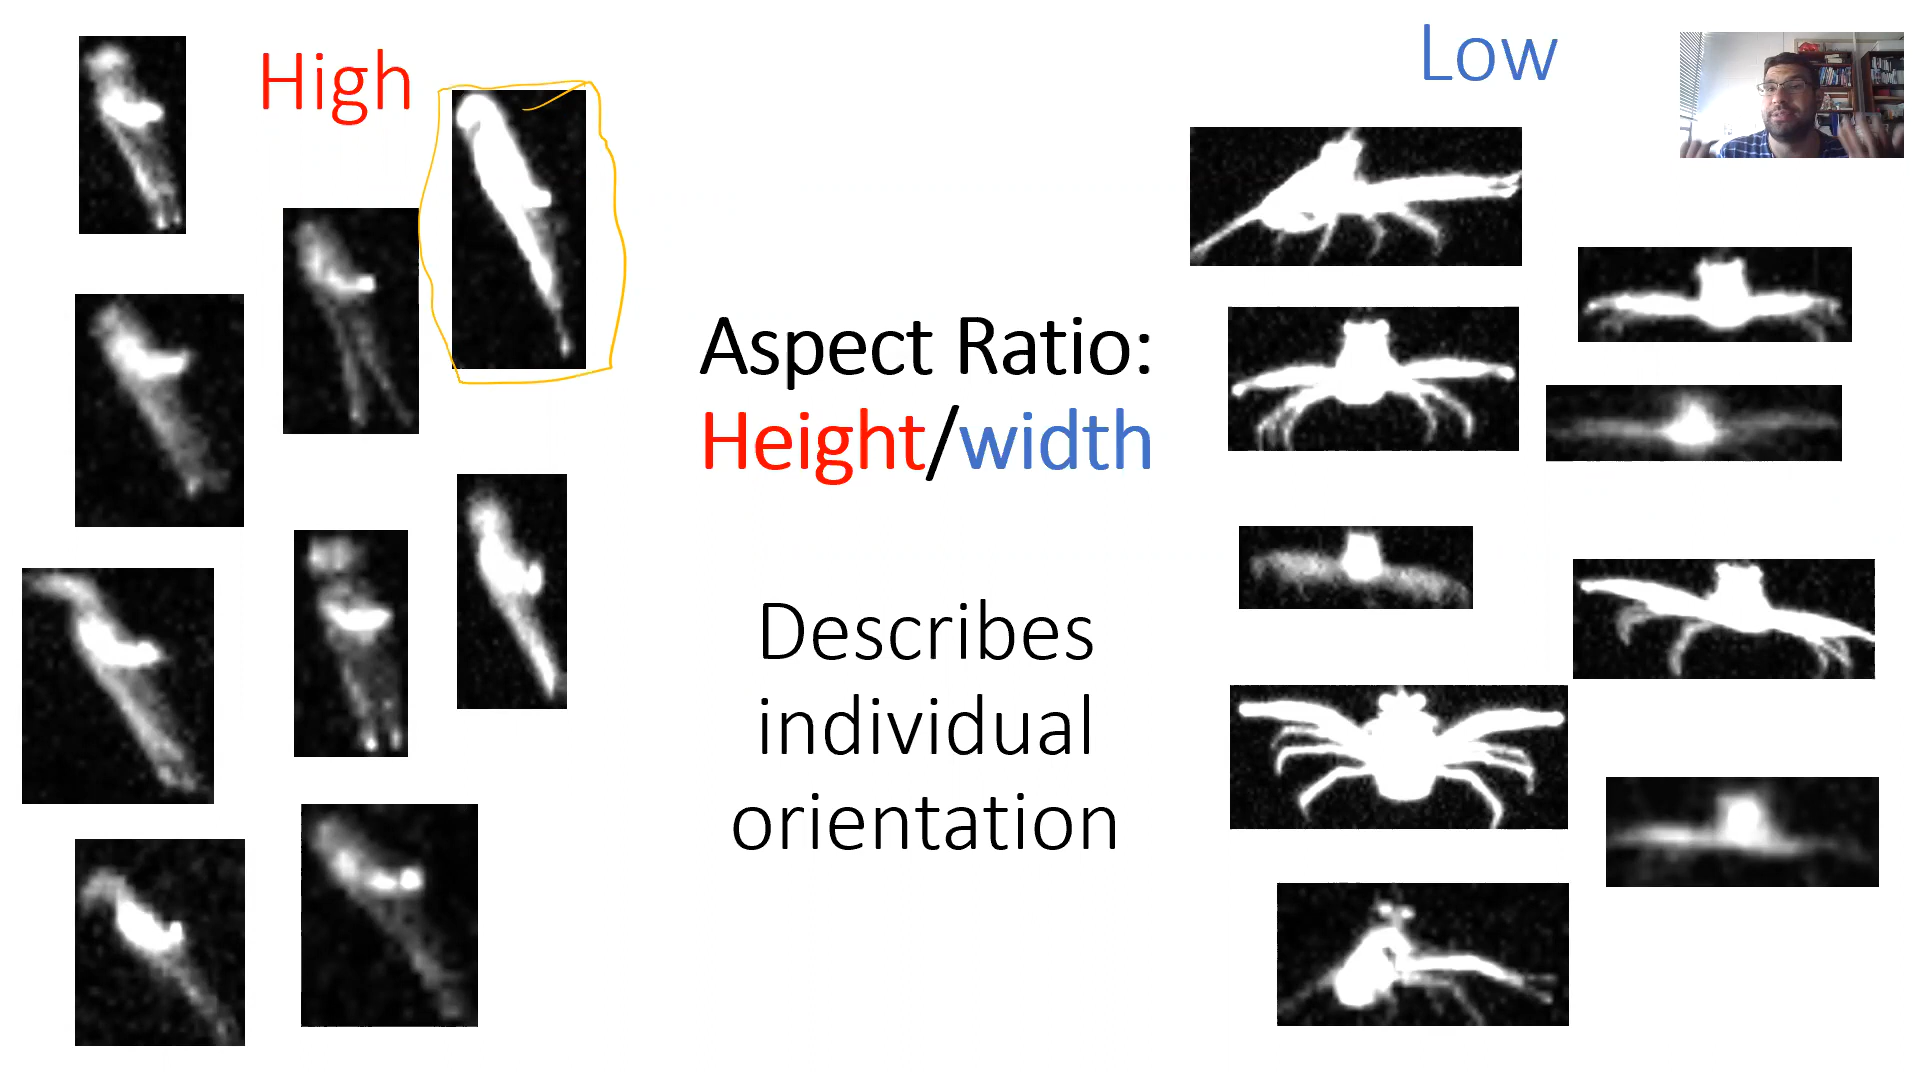 High
Low
Aspect Ratio:
Height/width
Describes
individual
orientation